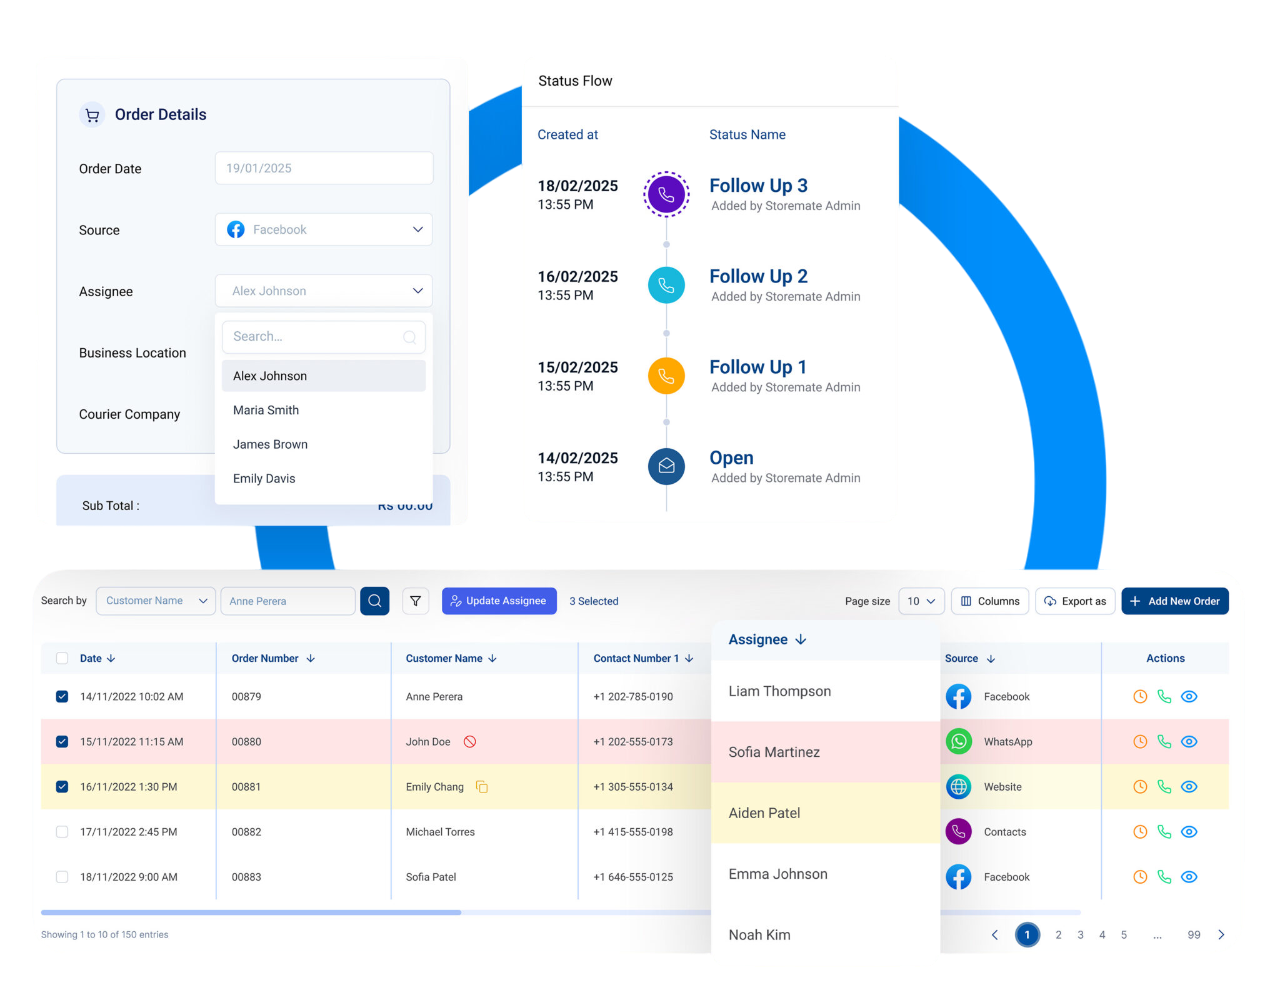 Order Details
Order Date
19/01/2025
Source
Facebook
Assignee
Alex Johnson
Search...
Business Location
Alex Johnson
Maria Smith
Courier Company
James Brown
Emily Davis
Sub Total :
Rs 00.00
Status Flow
Created at
Status Name
18/02/2025
13:55 PM
Follow Up 3
Added by Storemate Admin
16/02/2025
13:55 PM
Follow Up 2
Added by Storemate Admin
15/02/2025
13:55 PM
Follow Up 1
Added by Storemate Admin
14/02/2025
13:55 PM
Open
Added by Storemate Admin
Search by
Customer Name
Anne Perera
Update Assignee
3 Selected
Page size
10
Columns
Export as
+ Add New Order
Date
Order Number
Customer Name
Contact Number 1
Assignee
Source
Actions
14/11/2022 10:02 AM
00879
Anne Perera
+1 202-785-0190
Liam Thompson
Facebook
15/11/2022 11:15 AM
00880
John Doe
+1 202-555-0173
Sofia Martinez
WhatsApp
16/11/2022 1:30 PM
00881
Emily Chang
+1 305-555-0134
Aiden Patel
Website
17/11/2022 2:45 PM
00882
Michael Torres
+1 415-555-0198
Emma Johnson
Contacts
18/11/2022 9:00 AM
00883
Sofia Patel
+1 646-555-0125
Noah Kim
Facebook
Showing 1 to 10 of 150 entries
1 2 3 4 5 ... 99